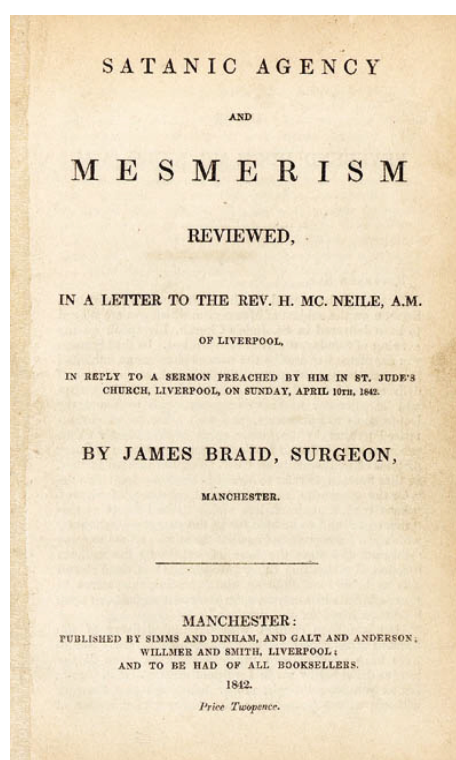 SATANIC AGENCY
AND
MESMERISM
REVIEWED,
IN A LETTER TO THE REV. H. MC. NEILE, A.M.
OF LIVERPOOL,
IN REPLY TO A SERMON PREACHED BY HIM IN ST. JUDE'S
CHURCH, LIVERPOOL, ON SUNDAY, APRIL 10TH, 1842.
BY JAMES BRAID, SURGEON,
MANCHESTER.
MANCHESTER:
PUBLISHED BY SIMMS AND DINHAM, AND GALT AND ANDERSON;
WILLMER AND SMITH, LIVERPOOL;
AND TO BE HAD OF ALL BOOKSELLERS.
1842.
Price Twopence.